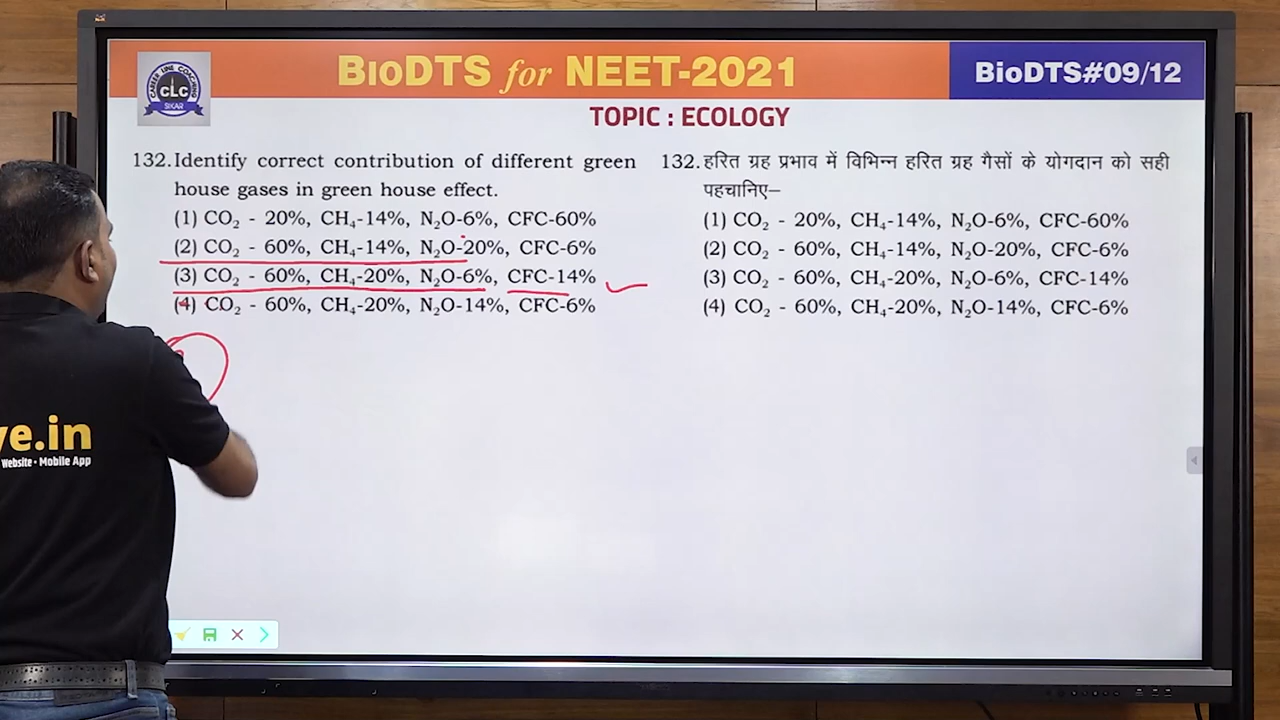 BIODTS for NEET-2021
BIODTS#09/12
CAREER LINE COACHING
CLC
SIKAR
TOPIC : ECOLOGY
132. Identify correct contribution of different green
house gases in green house effect.
(1) CO₂ - 20%, CH₄-14%, N₂O-6%, CFC-60%
(2) CO₂ - 60%, CH₄-14%, N₂O-20%, CFC-6%
(3) CO₂ - 60%, CH₄-20%, N₂O-6%, CFC-14%
(4) CO₂ - 60%, CH₄-20%, N₂O-14%, CFC-6%
132. हरित ग्रह प्रभाव में विभिन्न हरित ग्रह गैसों के योगदान को सही
पहचानिए–
(1) CO₂ - 20%, CH₄-14%, N₂O-6%, CFC-60%
(2) CO₂ - 60%, CH₄-14%, N₂O-20%, CFC-6%
(3) CO₂ - 60%, CH₄-20%, N₂O-6%, CFC-14%
(4) CO₂ - 60%, CH₄-20%, N₂O-14%, CFC-6%
ve.in
Website • Mobile App